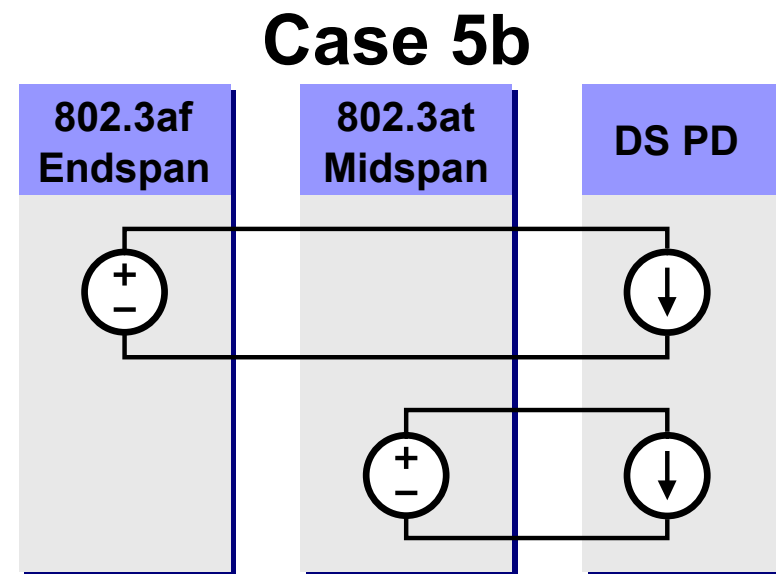 Case 5b
802.3af
Endspan
802.3at
Midspan
DS PD
+
−
+
−